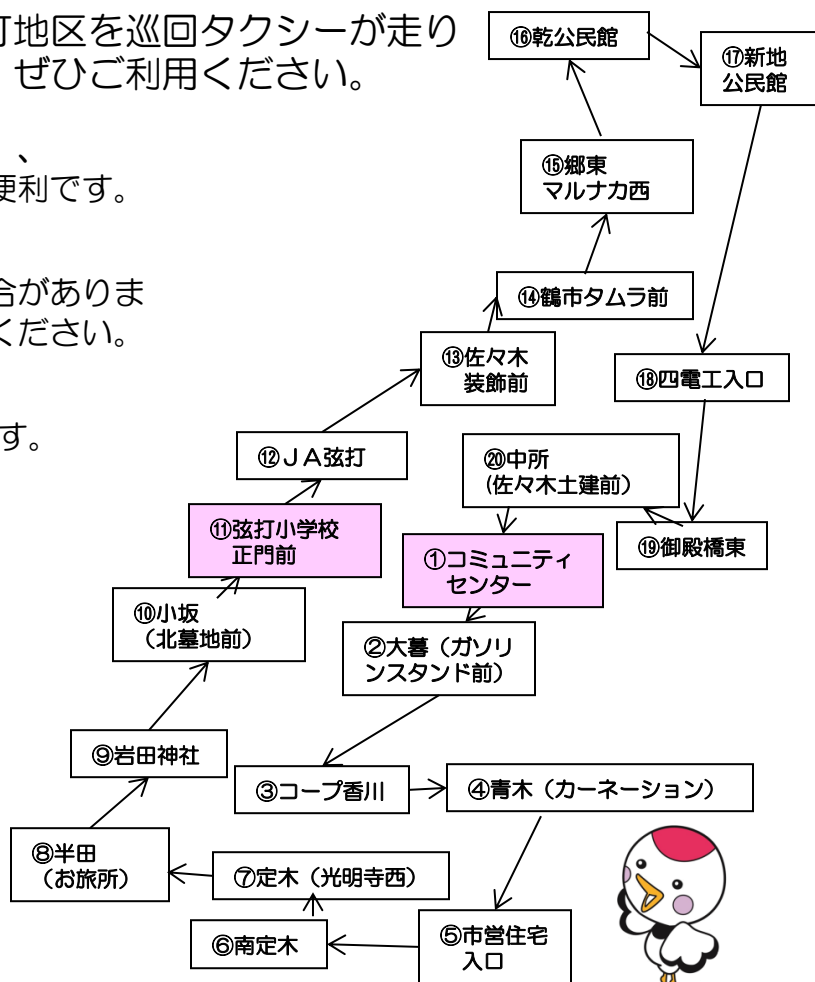 町地区を巡回タクシーが走り
ぜひご利用ください。
、
便利です。
合がありま
ください。
す。
⑯乾公民館
⑰新地
公民館
⑮郷東
マルナカ西
⑭鶴市タムラ前
⑬佐々木
装飾前
⑱四電工入口
⑫ＪＡ弦打
⑳中所
(佐々木土建前）
⑪弦打小学校
正門前
⑲御殿橋東
①コミュニティ
センター
⑩小坂
（北墓地前）
②大暮（ガソリ
ンスタンド前）
⑨岩田神社
③コープ香川
④青木（カーネーション）
⑧半田
（お旅所）
⑦定木（光明寺西）
⑥南定木
⑤市営住宅
入口